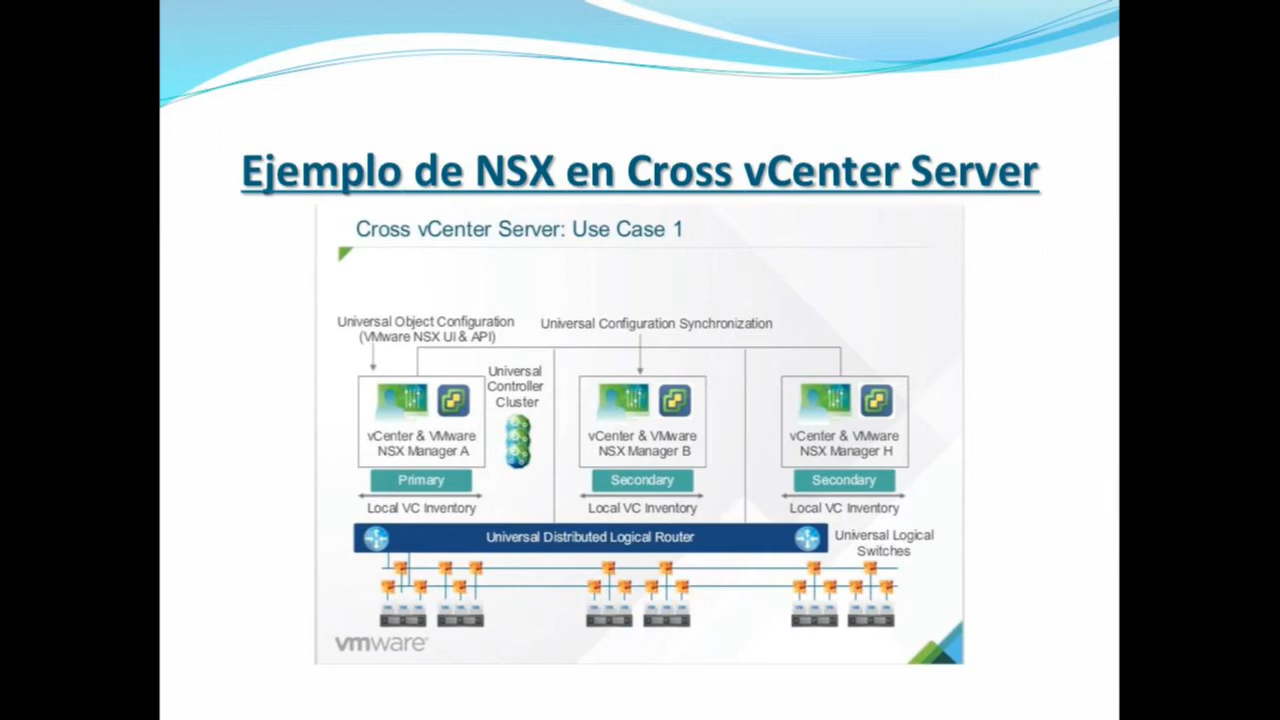 Ejemplo de NSX en Cross vCenter Server
Cross vCenter Server: Use Case 1
Universal Object Configuration
(VMware NSX UI & API)
Universal Configuration Synchronization
Universal
Controller
Cluster
vCenter & VMware
NSX Manager A
vCenter & VMware
NSX Manager B
vCenter & VMware
NSX Manager H
Primary
Secondary
Secondary
Local VC Inventory
Local VC Inventory
Local VC Inventory
Universal Distributed Logical Router
Universal Logical
Switches
vmware